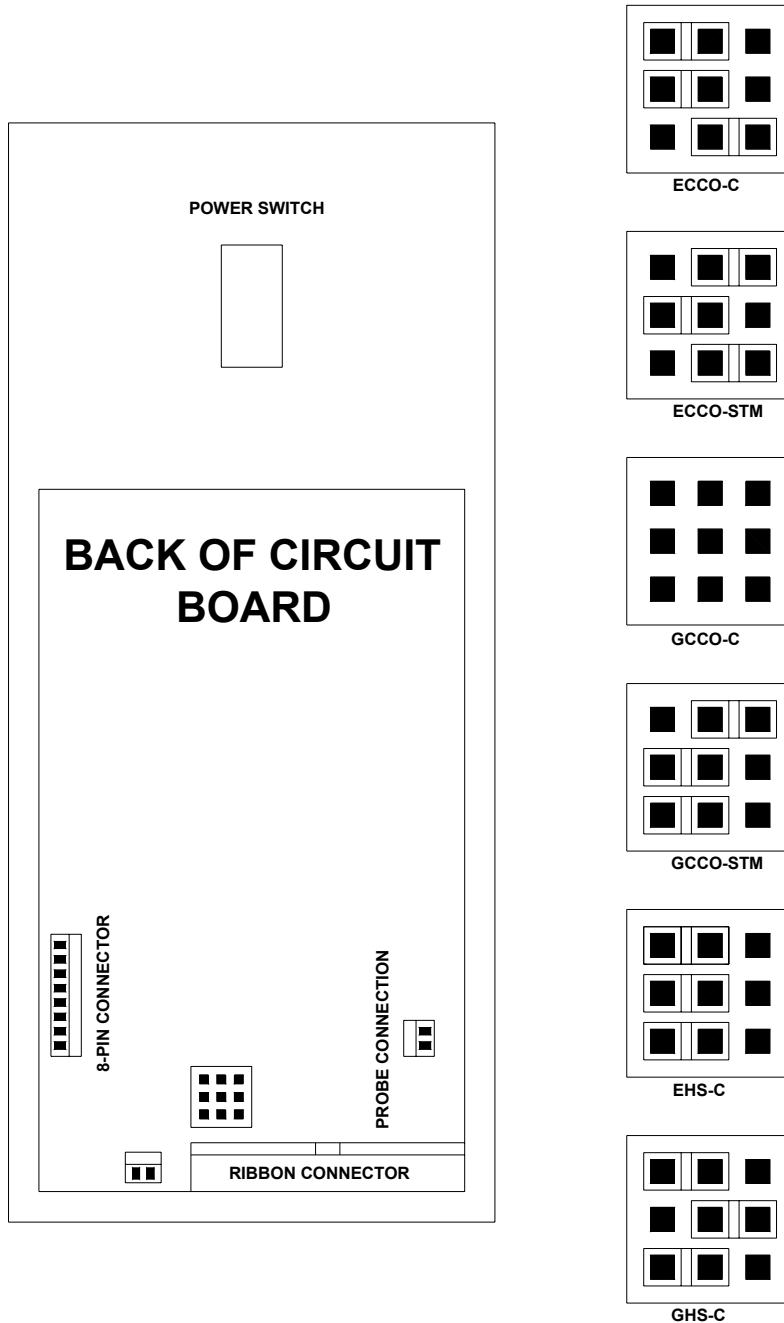 POWER SWITCH
BACK OF CIRCUIT
BOARD
8-PIN CONNECTOR
PROBE CONNECTION
RIBBON CONNECTOR
ECCO-C
ECCO-STM
GCCO-C
GCCO-STM
EHS-C
GHS-C